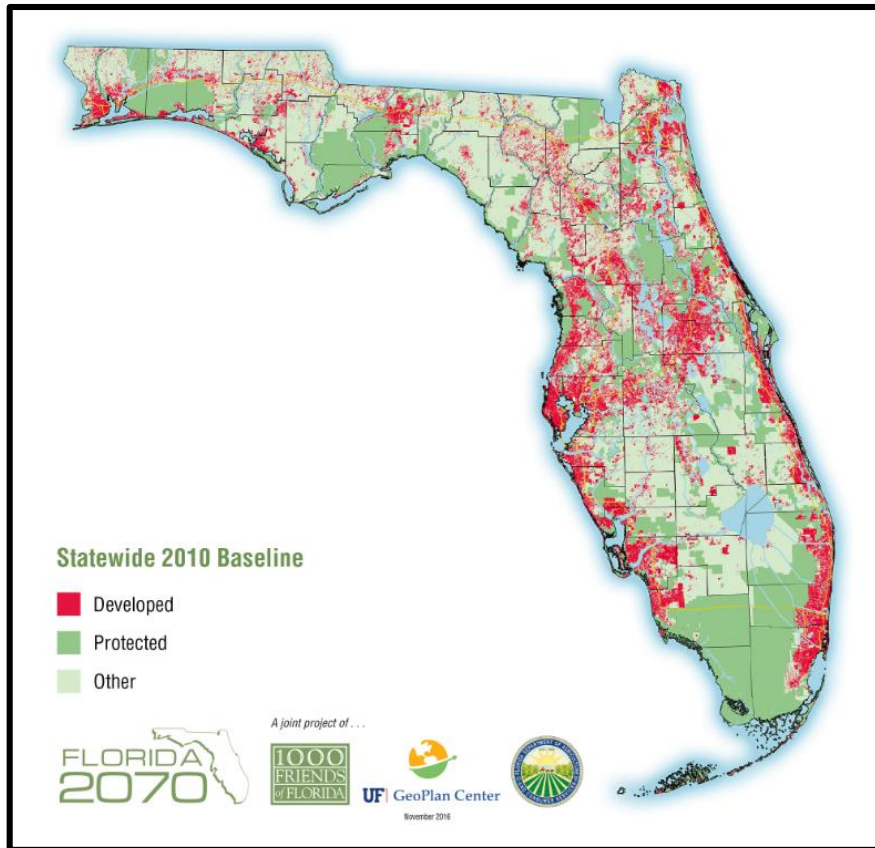 Statewide 2010 Baseline
Developed
Protected
Other
FLORIDA
2070
A joint project of . . .
1000
FRIENDS
of FLORIDA
UF GeoPlan Center
November 2016